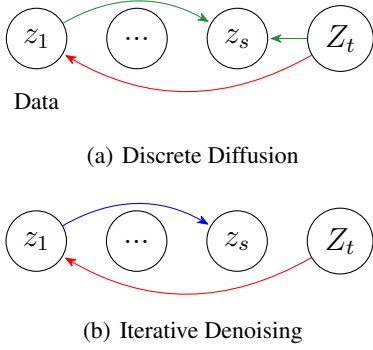 z₁ ... zₛ Zₜ
Data
(a) Discrete Diffusion
z₁ ... zₛ Zₜ
(b) Iterative Denoising